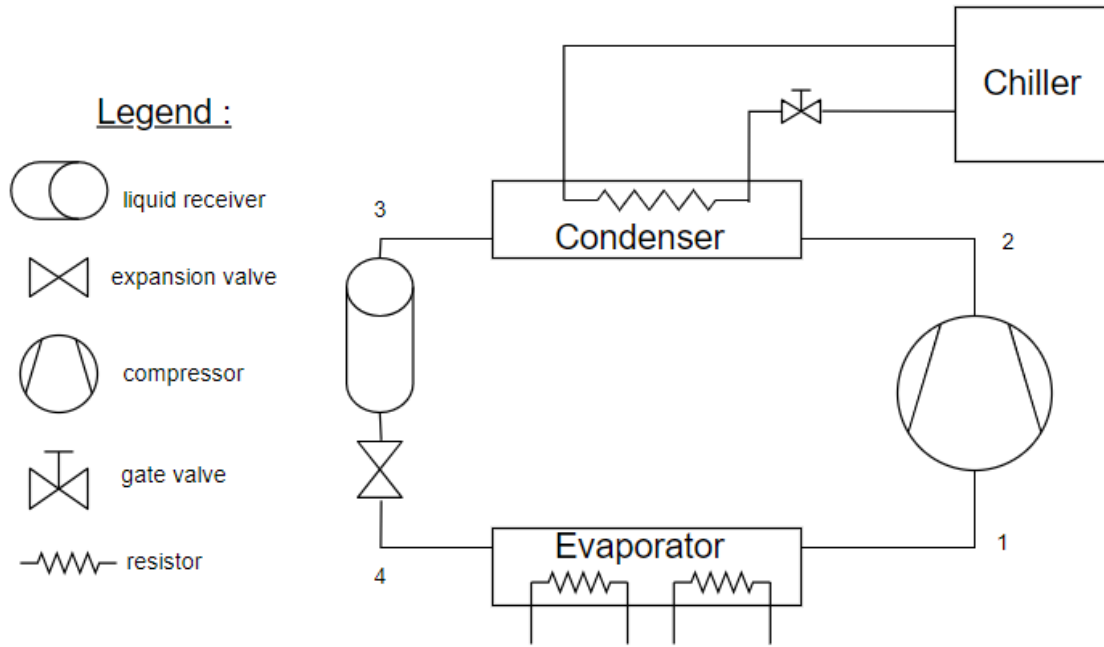 Legend :
liquid receiver
expansion valve
compressor
gate valve
resistor
Chiller
Condenser
3
2
Evaporator
4
1